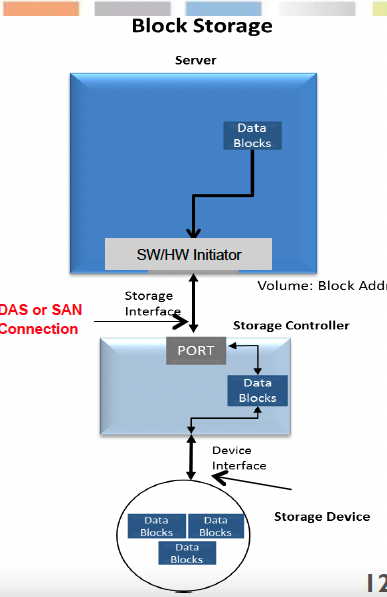 Block Storage
Server
Data
Blocks
SW/HW Initiator
Volume: Block Addr
Storage
Interface
DAS or SAN
Connection
Storage Controller
PORT
Data
Blocks
Device
Interface
Storage Device
Data
Blocks
Data
Blocks
Data
Blocks
12